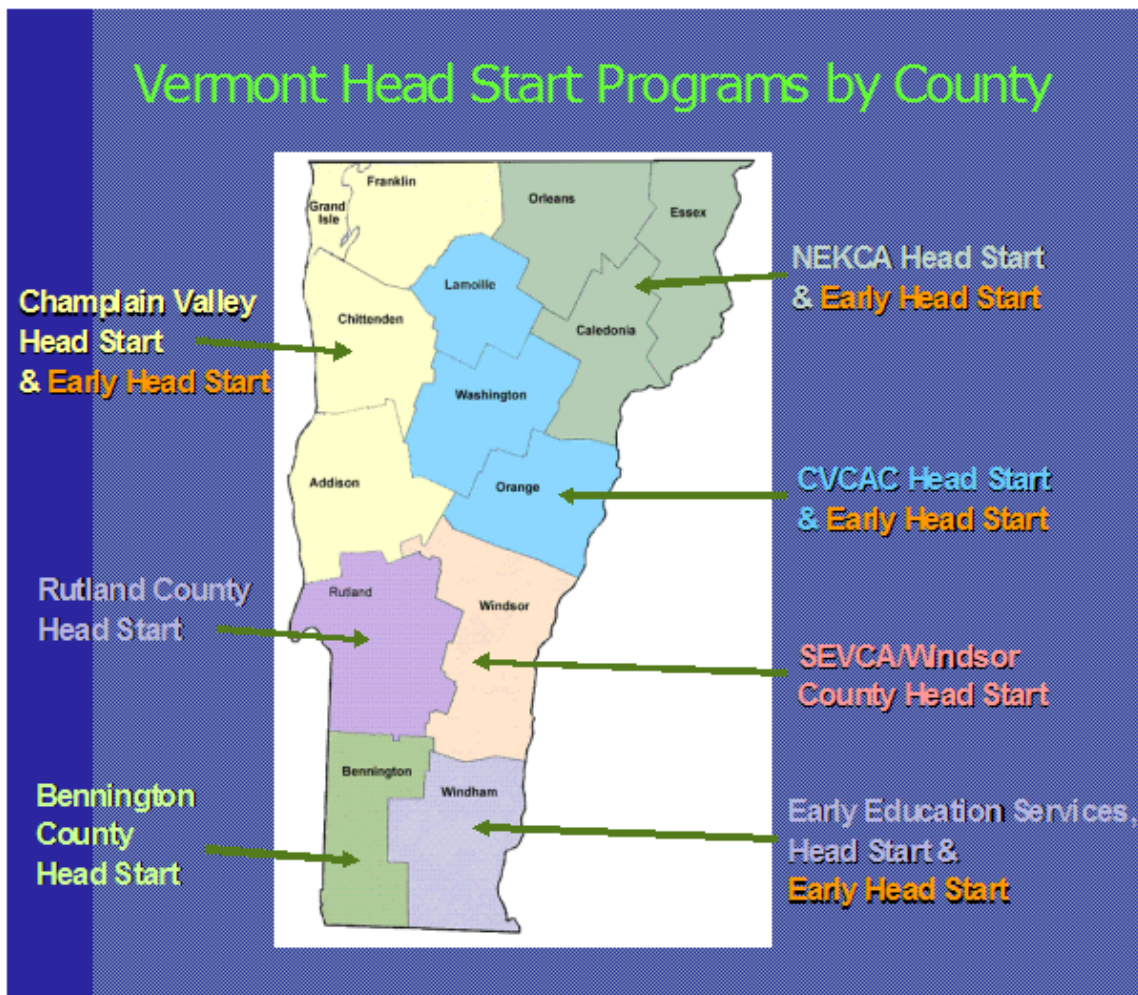 Vermont Head Start Programs by County
Franklin
Grand
Isle
Orleans
Essex
Lamoille
Chittenden
Caledonia
Washington
Addison
Orange
Rutland
Windsor
Bennington
Windham
Champlain Valley
Head Start
& Early Head Start
Rutland County
Head Start
Bennington
County
Head Start
NEKCA Head Start
& Early Head Start
CVCAC Head Start
& Early Head Start
SEVCA/Windsor
County Head Start
Early Education Services,
Head Start &
Early Head Start